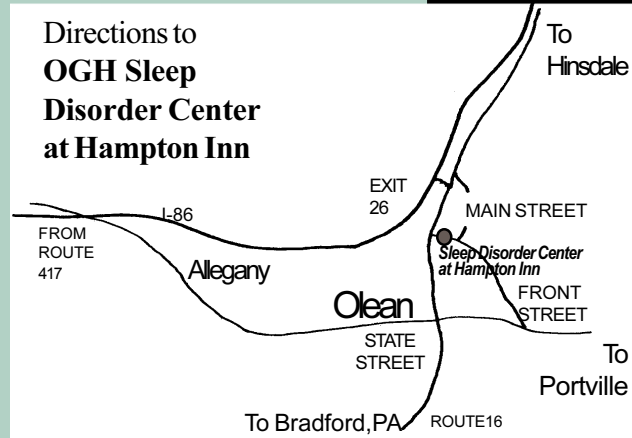 Directions to
OGH Sleep
Disorder Center
at Hampton Inn
To
Hinsdale
EXIT
26
I-86
MAIN STREET
FROM
ROUTE
417
Allegany
Sleep Disorder Center
at Hampton Inn
Olean
FRONT
STREET
STATE
STREET
To
Portville
To Bradford,PA
ROUTE16